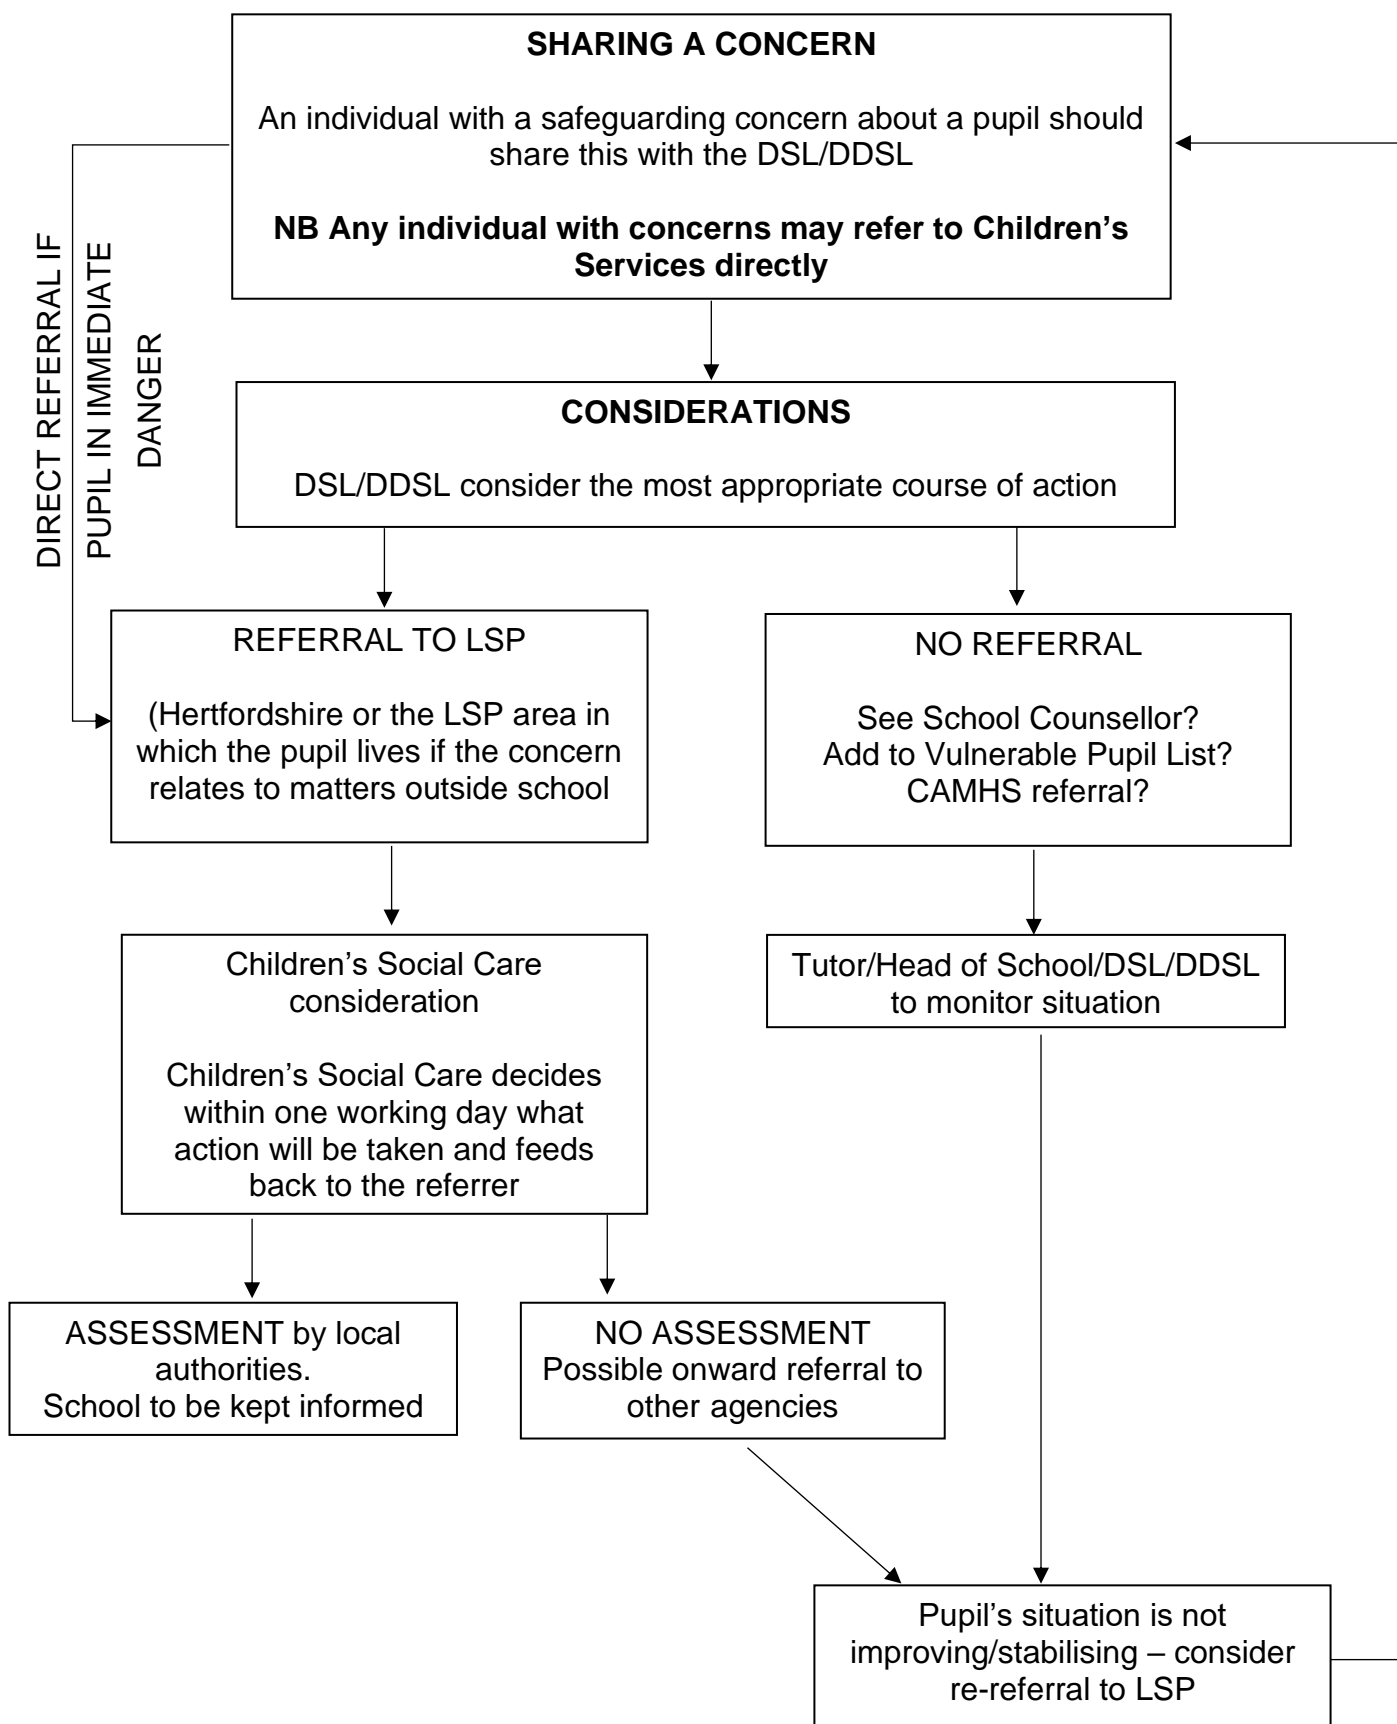 SHARING A CONCERN
An individual with a safeguarding concern about a pupil should
share this with the DSL/DDSL
NB Any individual with concerns may refer to Children’s
Services directly
DIRECT REFERRAL IF
PUPIL IN IMMEDIATE
DANGER
CONSIDERATIONS
DSL/DDSL consider the most appropriate course of action
REFERRAL TO LSP
(Hertfordshire or the LSP area in
which the pupil lives if the concern
relates to matters outside school
NO REFERRAL
See School Counsellor?
Add to Vulnerable Pupil List?
CAMHS referral?
Children’s Social Care
consideration
Children’s Social Care decides
within one working day what
action will be taken and feeds
back to the referrer
Tutor/Head of School/DSL/DDSL
to monitor situation
ASSESSMENT by local
authorities.
School to be kept informed
NO ASSESSMENT
Possible onward referral to
other agencies
Pupil’s situation is not
improving/stabilising – consider
re-referral to LSP